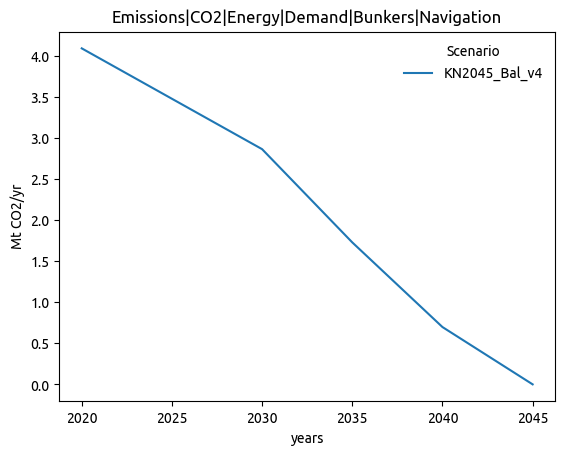 Emissions|CO2|Energy|Demand|Bunkers|Navigation
Scenario
KN2045_Bal_v4
Mt CO2/yr
4.0
3.5
3.0
2.5
2.0
1.5
1.0
0.5
0.0
2020 2025 2030 2035 2040 2045
years